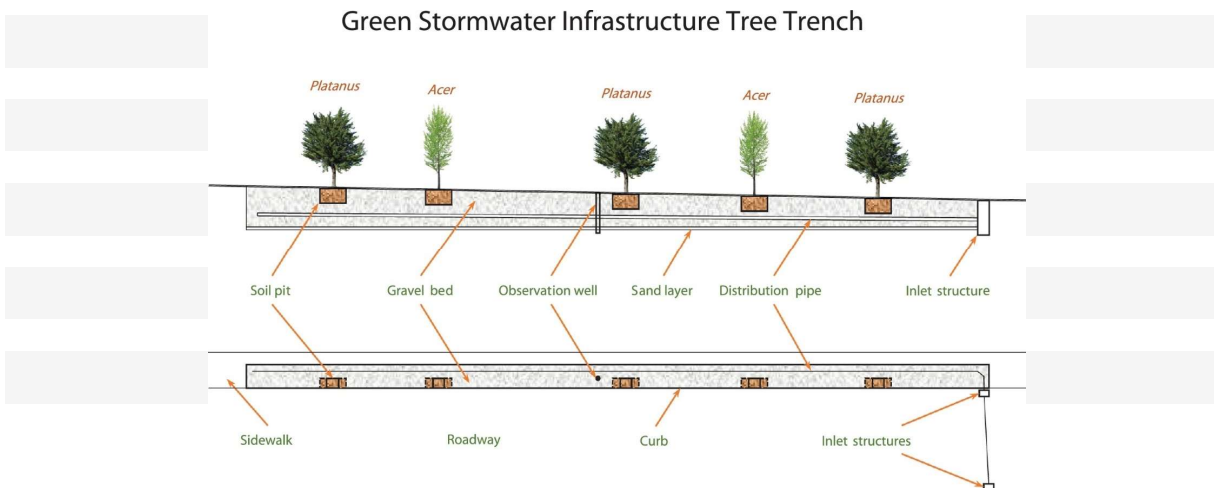 Green Stormwater Infrastructure Tree Trench
Platanus
Acer
Platanus
Acer
Platanus
Soil pit
Gravel bed
Observation well
Sand layer
Distribution pipe
Inlet structure
Sidewalk
Roadway
Curb
Inlet structures